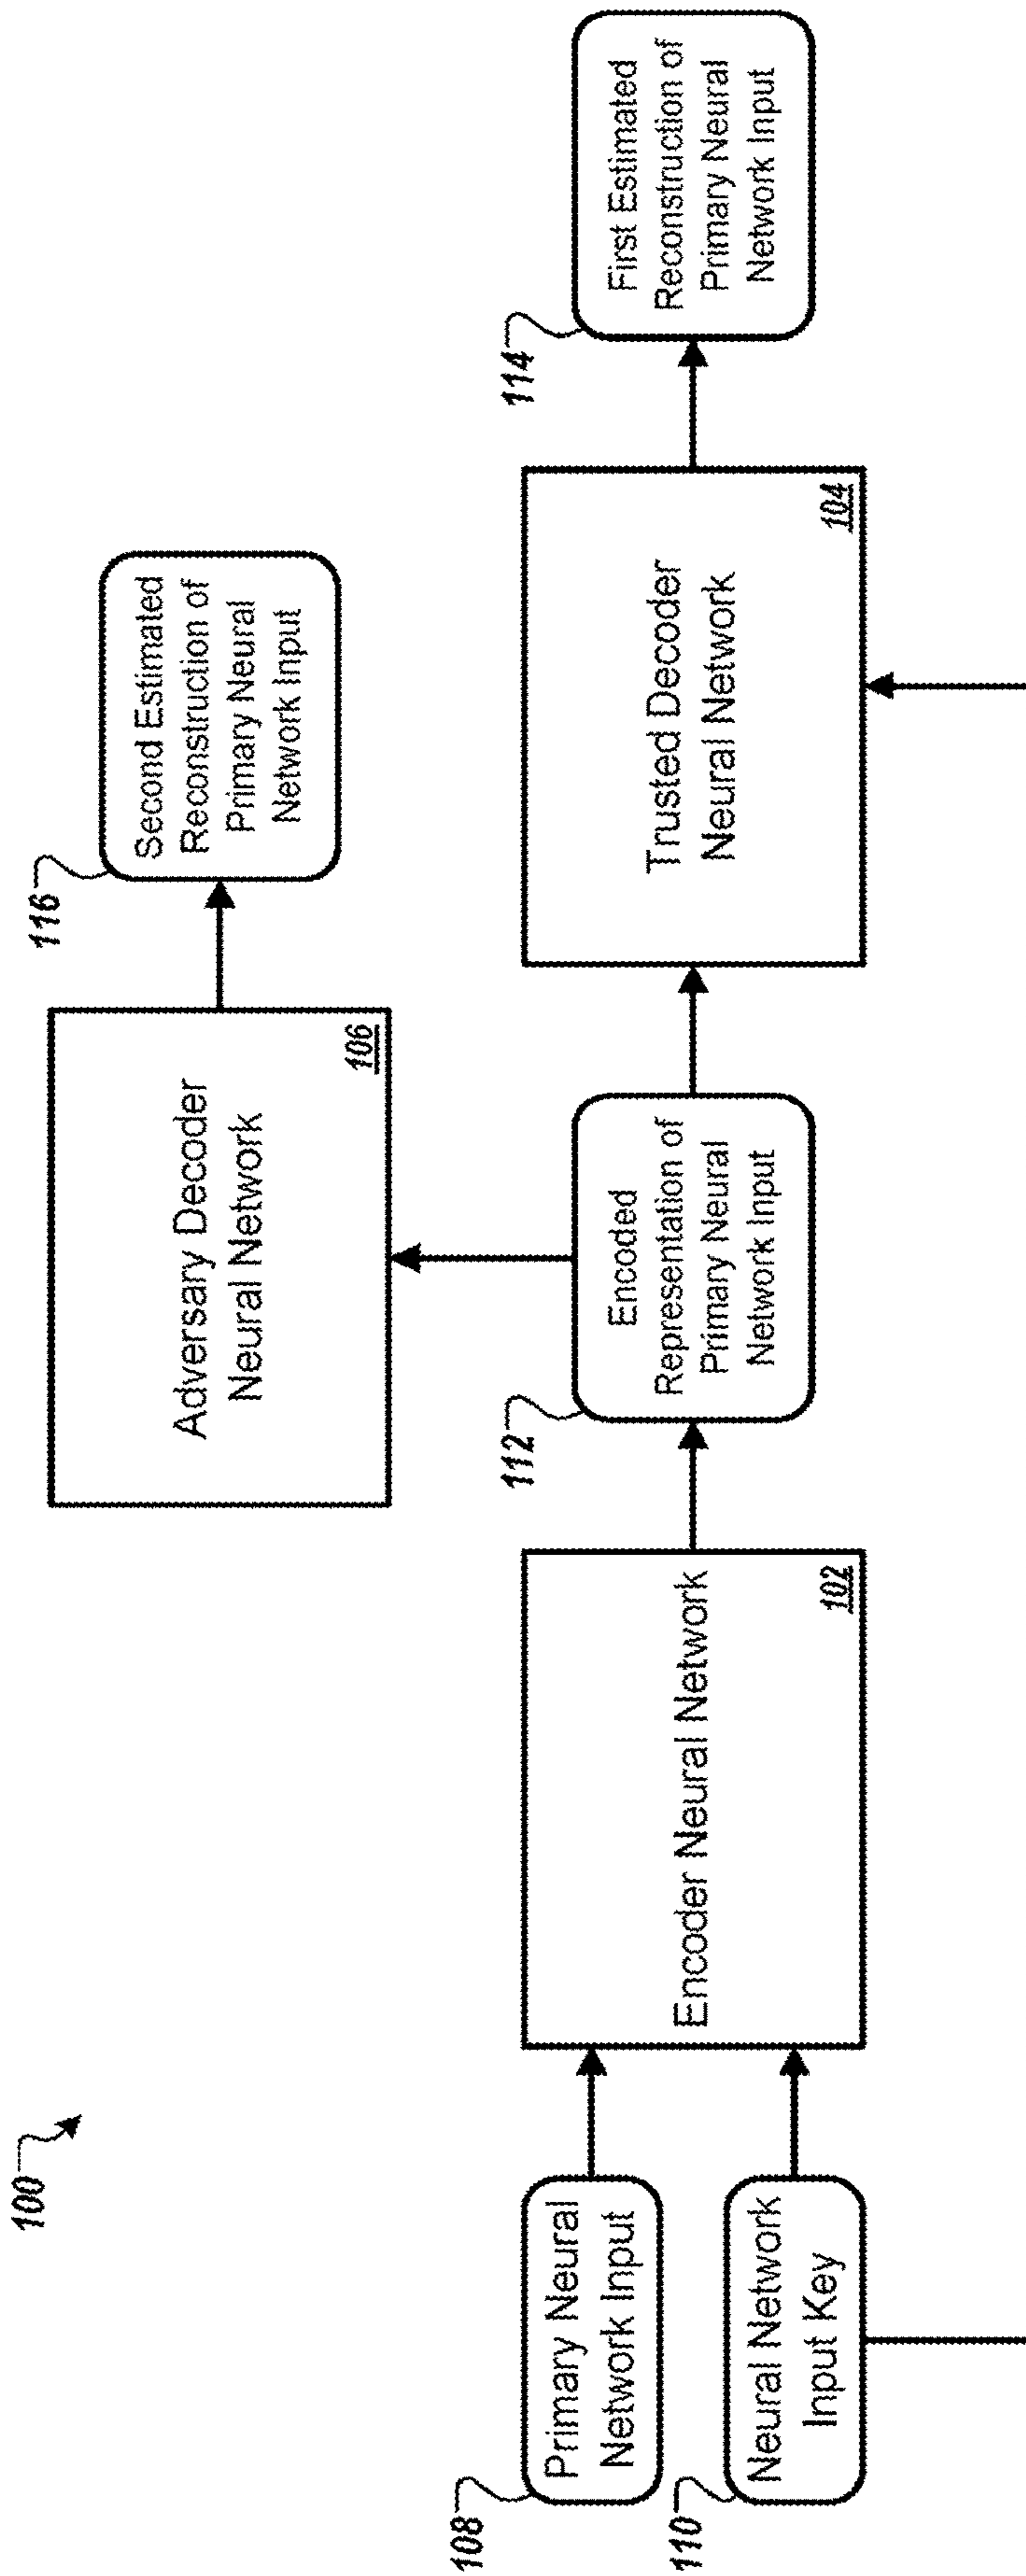 100
116
Second Estimated
Reconstruction of
Primary Neural
Network Input
Adversary Decoder
Neural Network
106
108
Primary Neural
Network Input
110
Neural Network
Input Key
Encoder Neural Network
102
112
Encoded
Representation of
Primary Neural
Network Input
Trusted Decoder
Neural Network
104
114
First Estimated
Reconstruction of
Primary Neural
Network Input